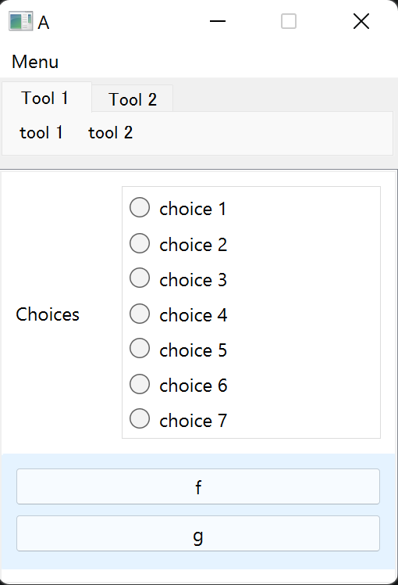 A
Menu
Tool 1 Tool 2
tool 1 tool 2
Choices
choice 1
choice 2
choice 3
choice 4
choice 5
choice 6
choice 7
f
g